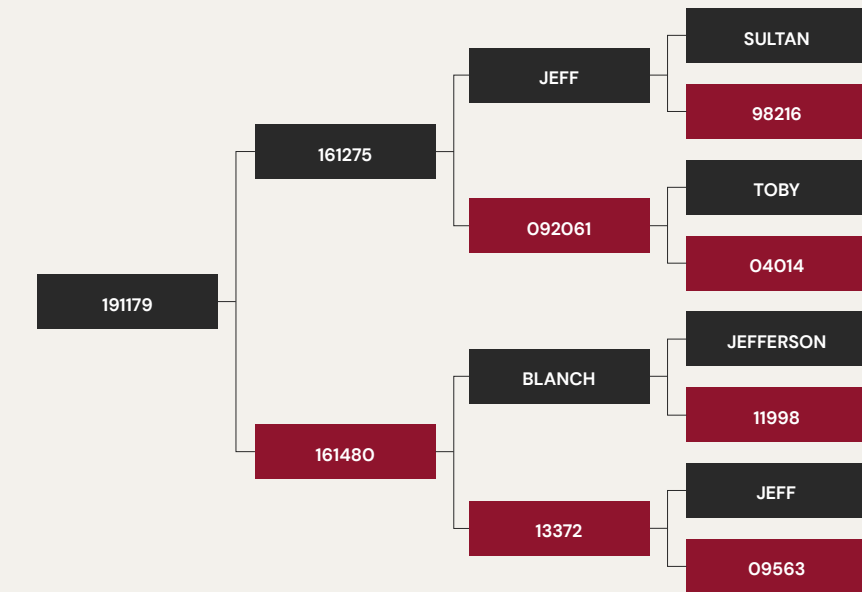 SULTAN
JEFF
98216
161275
TOBY
092061
04014
191179
JEFFERSON
BLANCH
11998
161480
JEFF
13372
09563